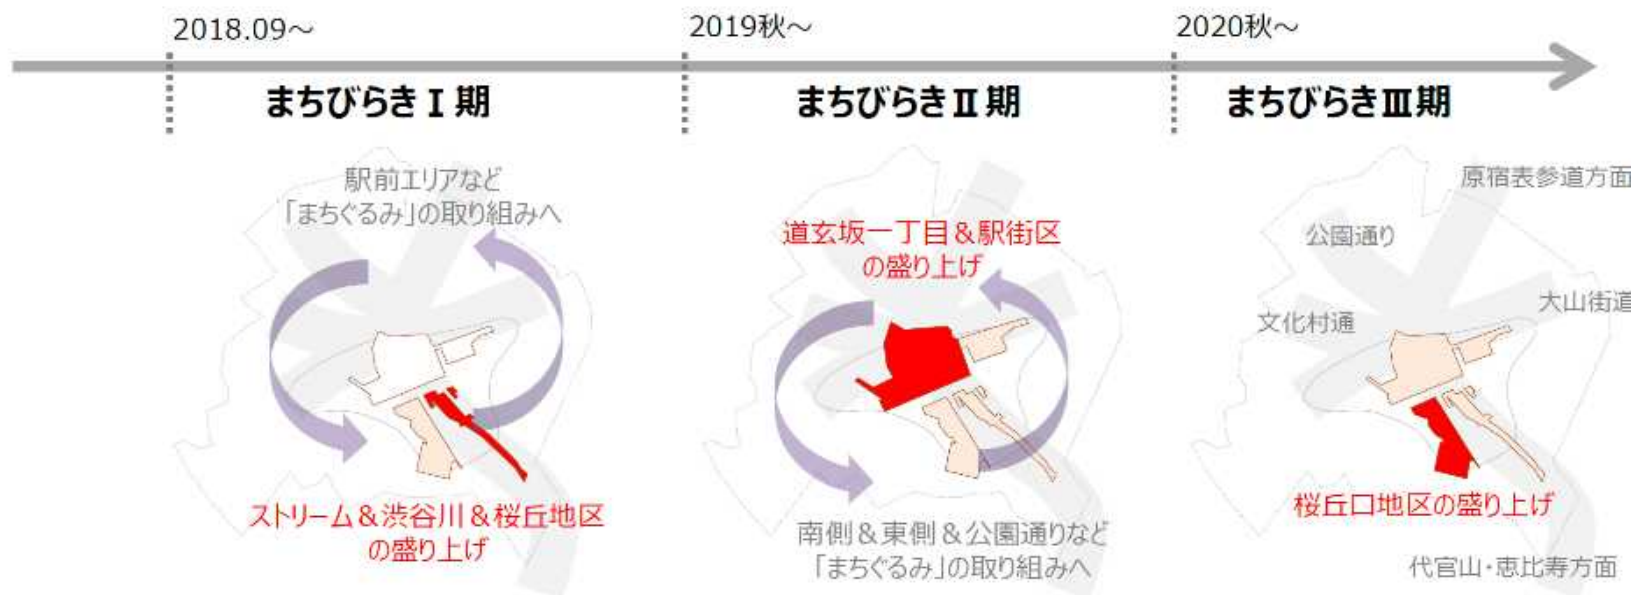 2018.09～
2019秋～
2020秋～
まちびらきⅠ期
まちびらきⅡ期
まちびらきⅢ期
駅前エリアなど
「まちぐるみ」の取り組みへ
ストリーム＆渋谷川＆桜丘地区
の盛り上げ
道玄坂一丁目＆駅街区
の盛り上げ
南側＆東側＆公園通りなど
「まちぐるみ」の取り組みへ
原宿表参道方面
公園通り
大山街道
文化村通
桜丘口地区の盛り上げ
代官山・恵比寿方面